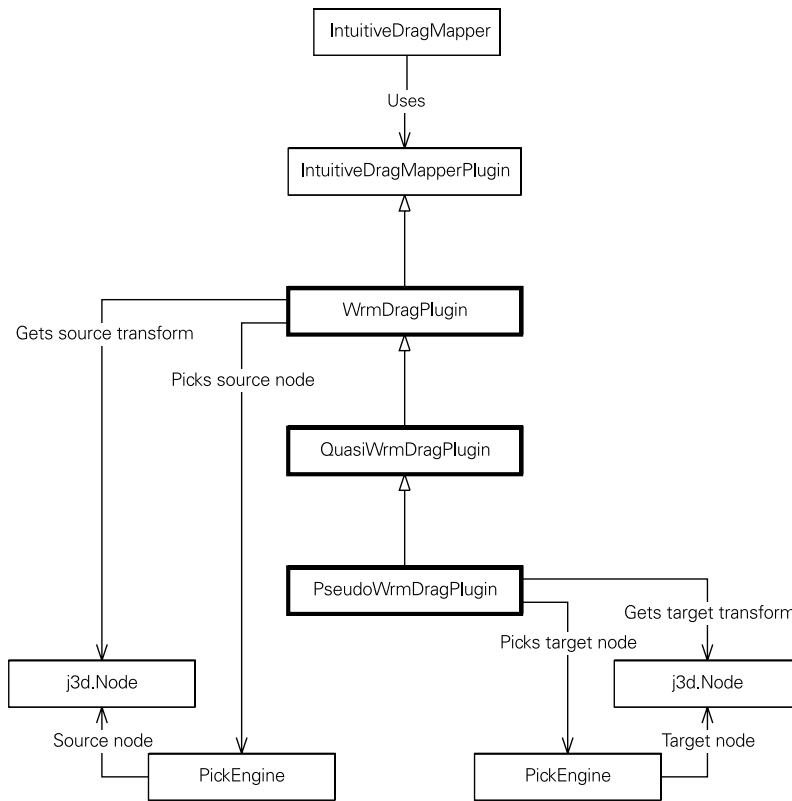 IntuitiveDragMapper
Uses
IntuitiveDragMapperPlugin
WrmDragPlugin
Gets source transform
Picks source node
QuasiWrmDragPlugin
PseudoWrmDragPlugin
Gets target transform
Picks target node
j3d.Node
j3d.Node
Source node
Target node
PickEngine
PickEngine